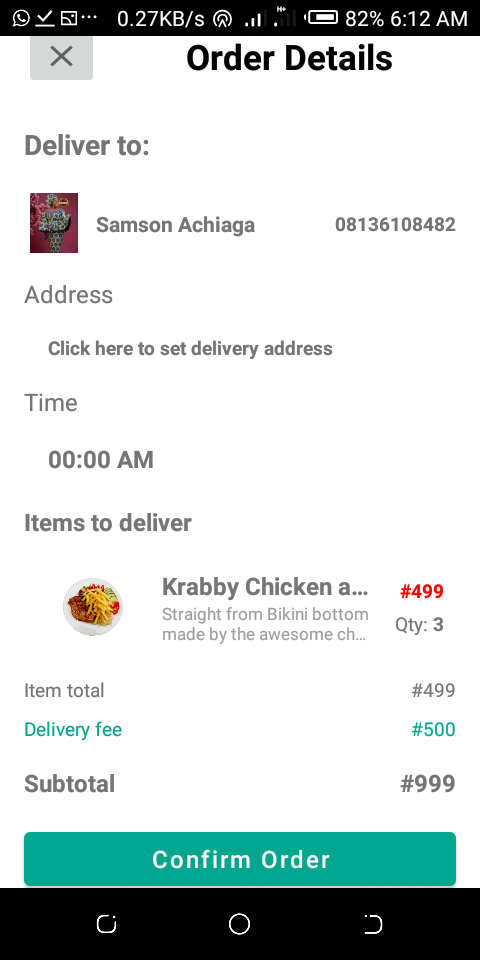 0.27KB/s H+ 82% 6:12 AM
Order Details
Deliver to:
Samson Achiaga 08136108482
Address
Click here to set delivery address
Time
00:00 AM
Items to deliver
Krabby Chicken a... #499
Straight from Bikini bottom
made by the awesome ch... Qty: 3
Item total #499
Delivery fee #500
Subtotal #999
Confirm Order